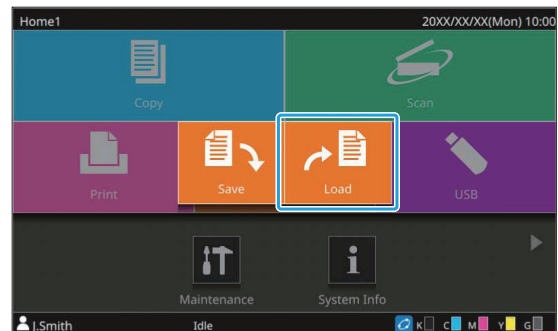 Home1 20XX/XX/XX(Mon) 10:00
Copy Scan
Print Save Load USB
Maintenance System Info
J.Smith Idle K C M Y G